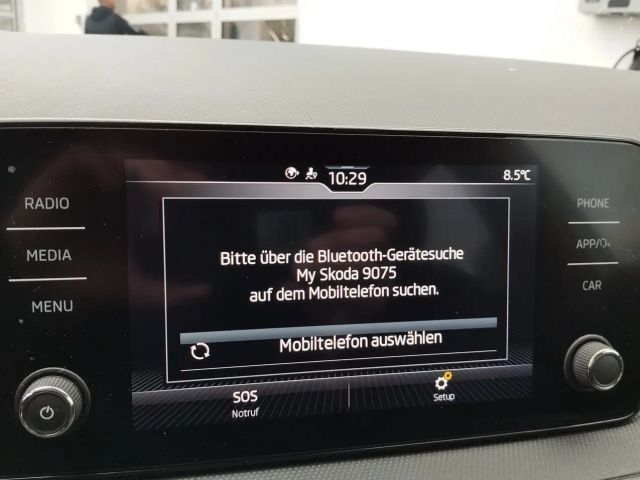 10:29
8.5°C
RADIO
MEDIA
MENU
Bitte über die Bluetooth-Gerätesuche
My Skoda 9075
auf dem Mobiltelefon suchen.
Mobiltelefon auswählen
SOS
Notruf
Setup
PHONE
APP/
CAR